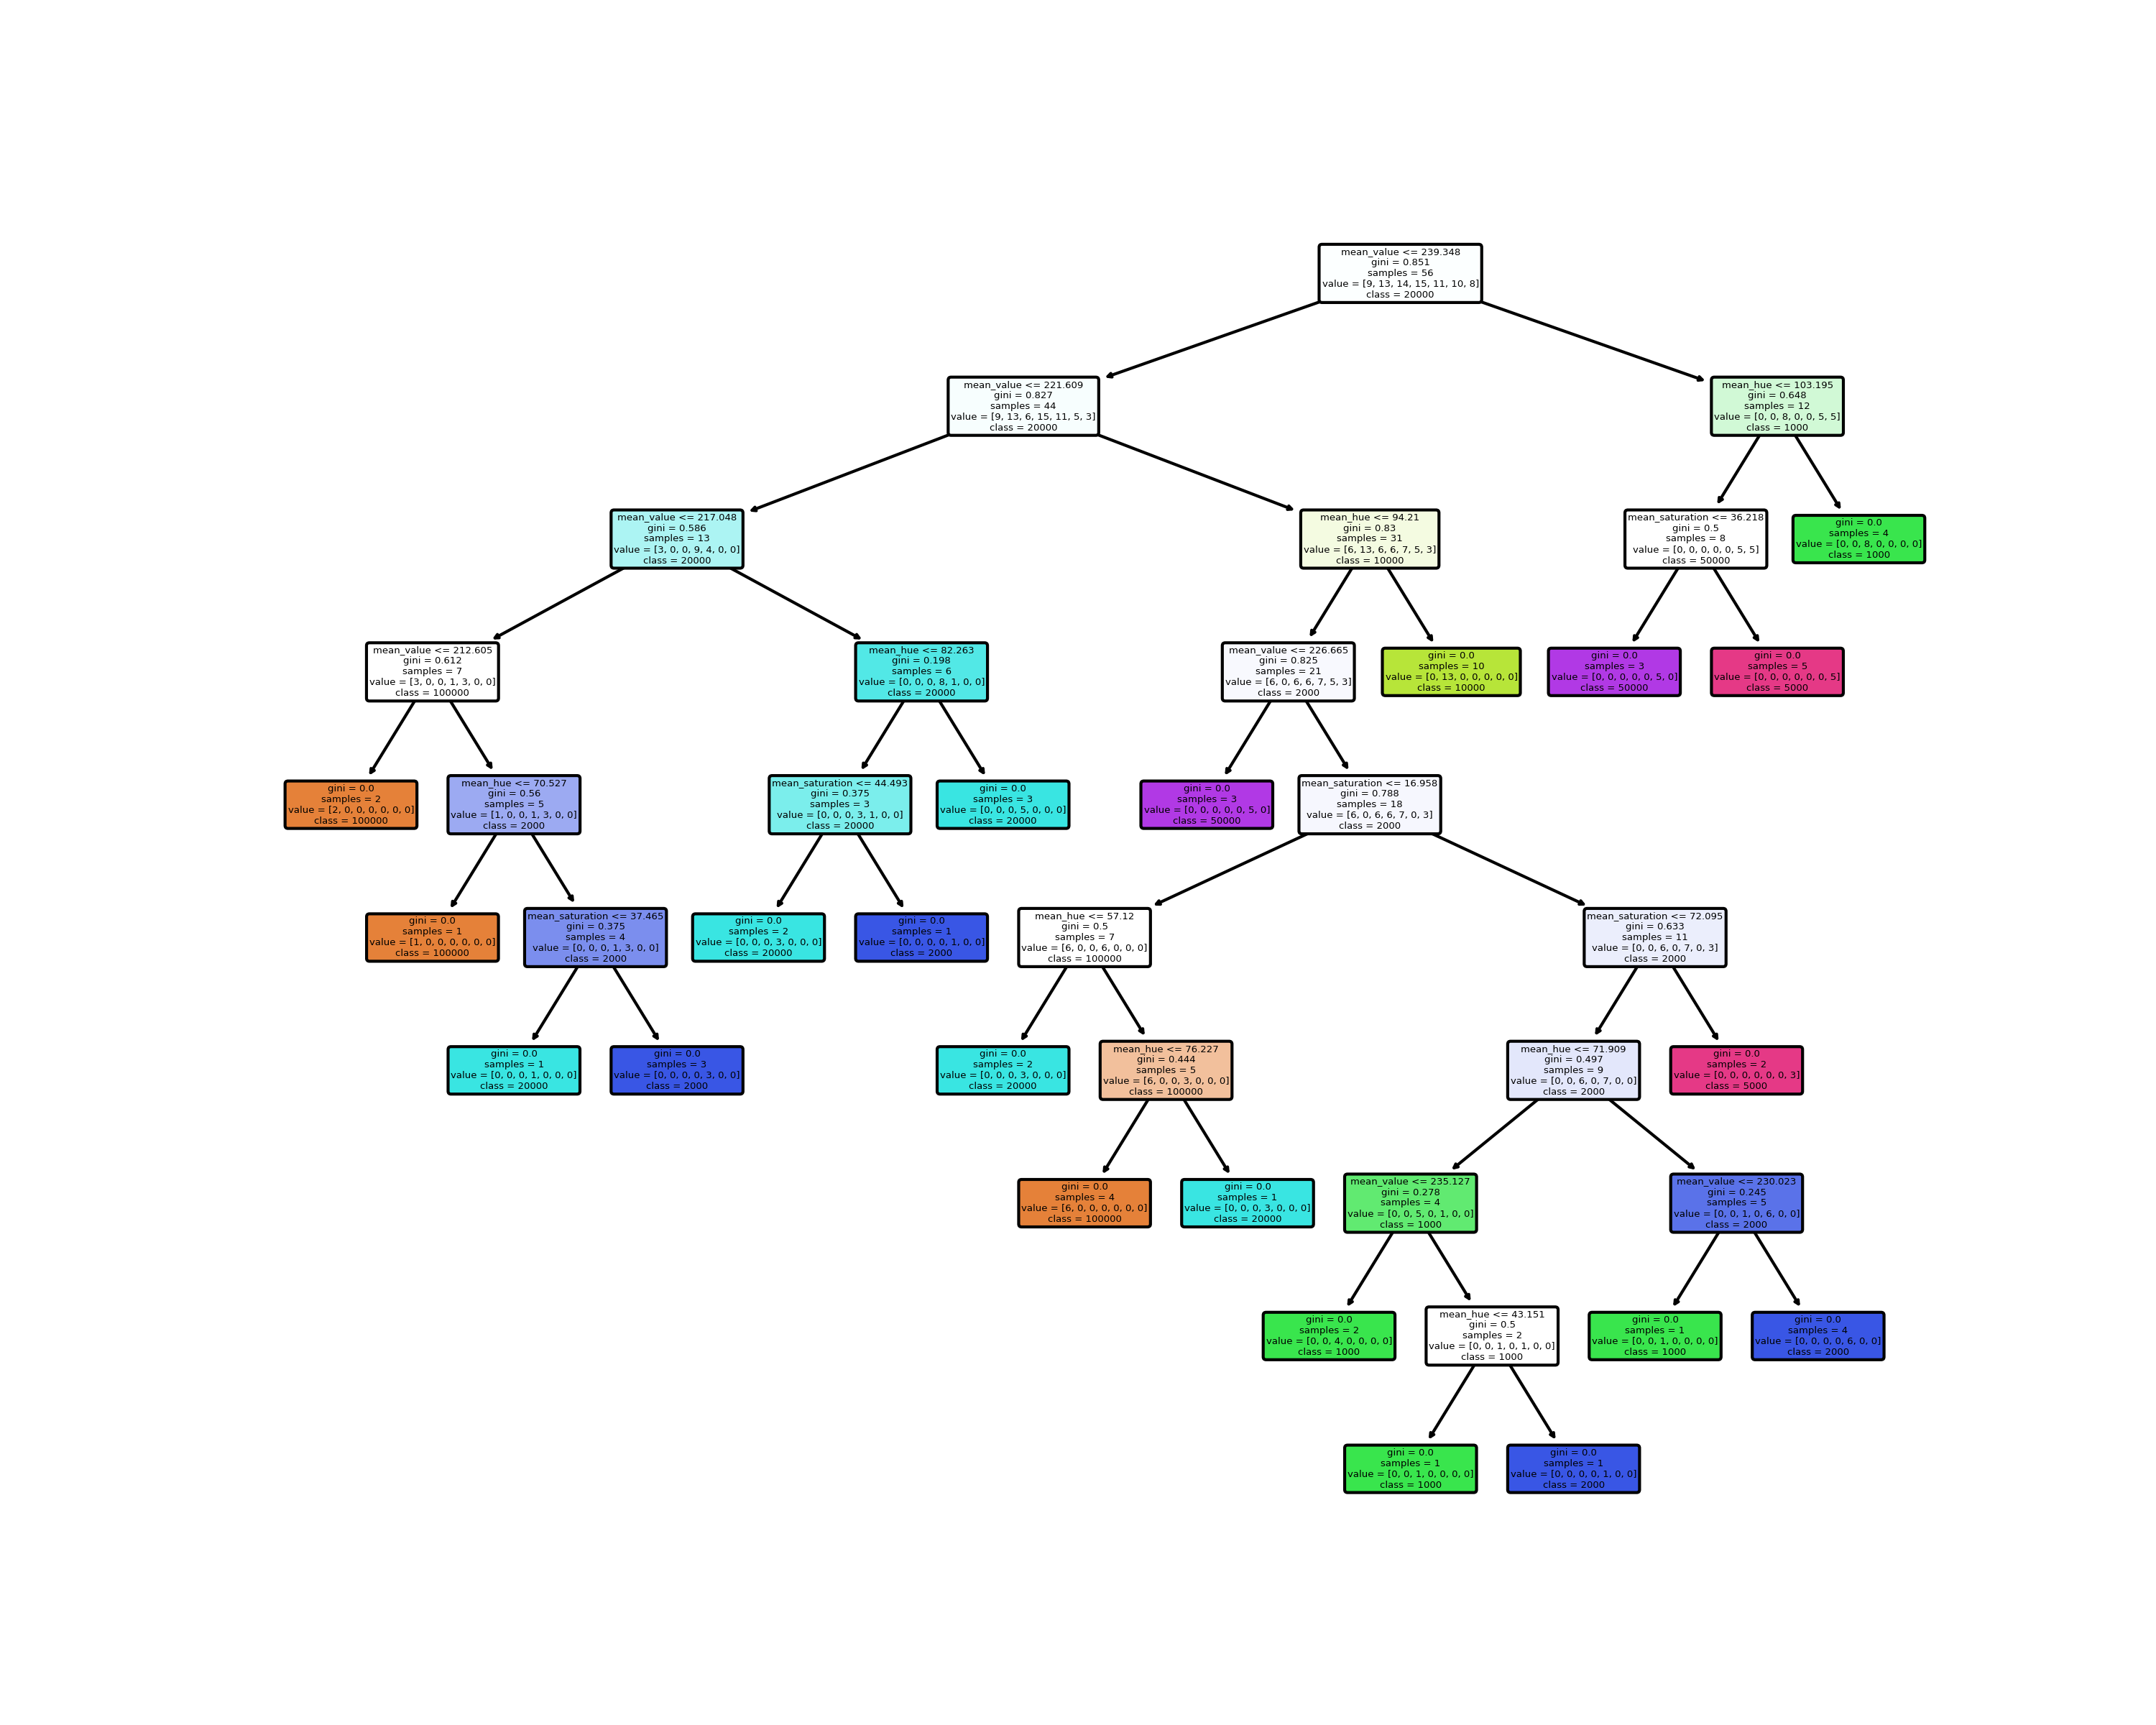 mean_value <= 239.348
gini = 0.851
samples = 56
value = [9, 13, 14, 15, 11, 10, 8]
class = 20000
mean_value <= 221.609
gini = 0.827
samples = 44
value = [9, 13, 6, 15, 11, 5, 3]
class = 20000
mean_hue <= 103.195
gini = 0.648
samples = 12
value = [0, 0, 8, 0, 0, 5, 5]
class = 1000
mean_value <= 217.048
gini = 0.586
samples = 13
value = [3, 0, 0, 9, 4, 0, 0]
class = 20000
mean_hue <= 94.21
gini = 0.83
samples = 31
value = [6, 13, 6, 6, 7, 5, 3]
class = 10000
mean_saturation <= 36.218
gini = 0.5
samples = 8
value = [0, 0, 0, 0, 0, 5, 5]
class = 50000
gini = 0.0
samples = 4
value = [0, 0, 8, 0, 0, 0, 0]
class = 1000
mean_value <= 212.605
gini = 0.612
samples = 7
value = [3, 0, 0, 1, 3, 0, 0]
class = 100000
mean_hue <= 82.263
gini = 0.198
samples = 6
value = [0, 0, 0, 8, 1, 0, 0]
class = 20000
mean_value <= 226.665
gini = 0.825
samples = 21
value = [6, 0, 6, 6, 7, 5, 3]
class = 2000
gini = 0.0
samples = 10
value = [0, 13, 0, 0, 0, 0, 0]
class = 10000
gini = 0.0
samples = 3
value = [0, 0, 0, 0, 0, 5, 0]
class = 50000
gini = 0.0
samples = 5
value = [0, 0, 0, 0, 0, 0, 5]
class = 5000
gini = 0.0
samples = 2
value = [2, 0, 0, 0, 0, 0, 0]
class = 100000
mean_hue <= 70.527
gini = 0.56
samples = 5
value = [1, 0, 0, 1, 3, 0, 0]
class = 2000
mean_saturation <= 44.493
gini = 0.375
samples = 3
value = [0, 0, 0, 3, 1, 0, 0]
class = 20000
gini = 0.0
samples = 3
value = [0, 0, 0, 5, 0, 0, 0]
class = 20000
gini = 0.0
samples = 3
value = [0, 0, 0, 0, 0, 5, 0]
class = 50000
mean_saturation <= 16.958
gini = 0.788
samples = 18
value = [6, 0, 6, 6, 7, 0, 3]
class = 2000
gini = 0.0
samples = 1
value = [1, 0, 0, 0, 0, 0, 0]
class = 100000
mean_saturation <= 37.465
gini = 0.375
samples = 4
value = [0, 0, 0, 1, 3, 0, 0]
class = 2000
gini = 0.0
samples = 2
value = [0, 0, 0, 3, 0, 0, 0]
class = 20000
gini = 0.0
samples = 1
value = [0, 0, 0, 0, 1, 0, 0]
class = 2000
mean_hue <= 57.12
gini = 0.5
samples = 7
value = [6, 0, 0, 6, 0, 0, 0]
class = 100000
mean_saturation <= 72.095
gini = 0.633
samples = 11
value = [0, 0, 6, 0, 7, 0, 3]
class = 2000
gini = 0.0
samples = 1
value = [0, 0, 0, 1, 0, 0, 0]
class = 20000
gini = 0.0
samples = 3
value = [0, 0, 0, 0, 3, 0, 0]
class = 2000
gini = 0.0
samples = 2
value = [0, 0, 0, 3, 0, 0, 0]
class = 20000
mean_hue <= 76.227
gini = 0.444
samples = 5
value = [6, 0, 0, 3, 0, 0, 0]
class = 100000
mean_hue <= 71.909
gini = 0.497
samples = 9
value = [0, 0, 6, 0, 7, 0, 0]
class = 2000
gini = 0.0
samples = 2
value = [0, 0, 0, 0, 0, 0, 3]
class = 5000
gini = 0.0
samples = 4
value = [6, 0, 0, 0, 0, 0, 0]
class = 100000
gini = 0.0
samples = 1
value = [0, 0, 0, 3, 0, 0, 0]
class = 20000
mean_value <= 235.127
gini = 0.278
samples = 4
value = [0, 0, 5, 0, 1, 0, 0]
class = 1000
mean_value <= 230.023
gini = 0.245
samples = 5
value = [0, 0, 1, 0, 6, 0, 0]
class = 2000
gini = 0.0
samples = 2
value = [0, 0, 4, 0, 0, 0, 0]
class = 1000
mean_hue <= 43.151
gini = 0.5
samples = 2
value = [0, 0, 1, 0, 1, 0, 0]
class = 1000
gini = 0.0
samples = 1
value = [0, 0, 1, 0, 0, 0, 0]
class = 1000
gini = 0.0
samples = 4
value = [0, 0, 0, 0, 6, 0, 0]
class = 2000
gini = 0.0
samples = 1
value = [0, 0, 1, 0, 0, 0, 0]
class = 1000
gini = 0.0
samples = 1
value = [0, 0, 0, 0, 1, 0, 0]
class = 2000